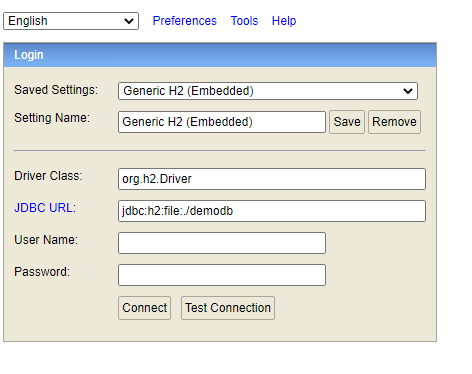 English Preferences Tools Help
Login
Saved Settings: Generic H2 (Embedded)
Setting Name: Generic H2 (Embedded) Save Remove
Driver Class: org.h2.Driver
JDBC URL: jdbc:h2:file:./demodb
User Name:
Password:
Connect Test Connection